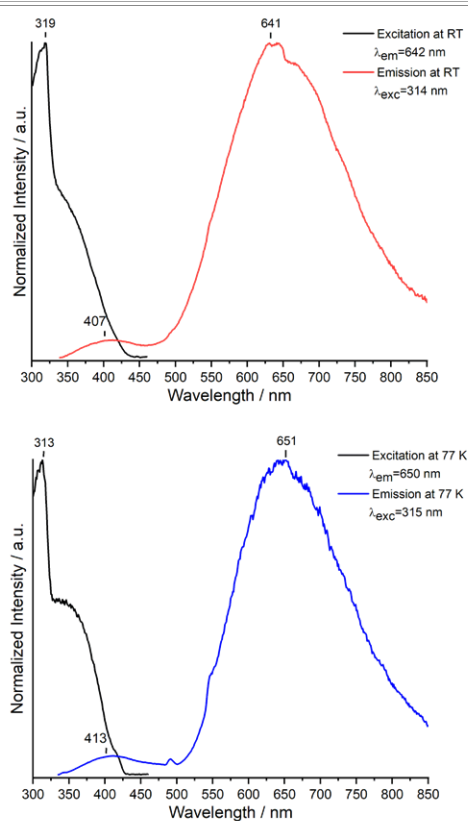 319
641
Excitation at RT
λem=642 nm
Emission at RT
λexc=314 nm
Normalized Intensity / a.u.
407
300 350 400 450 500 550 600 650 700 750 800 850
Wavelength / nm
313
651
Excitation at 77 K
λem=650 nm
Emission at 77 K
λexc=315 nm
Normalized Intensity / a.u.
413
300 350 400 450 500 550 600 650 700 750 800 850
Wavelength / nm